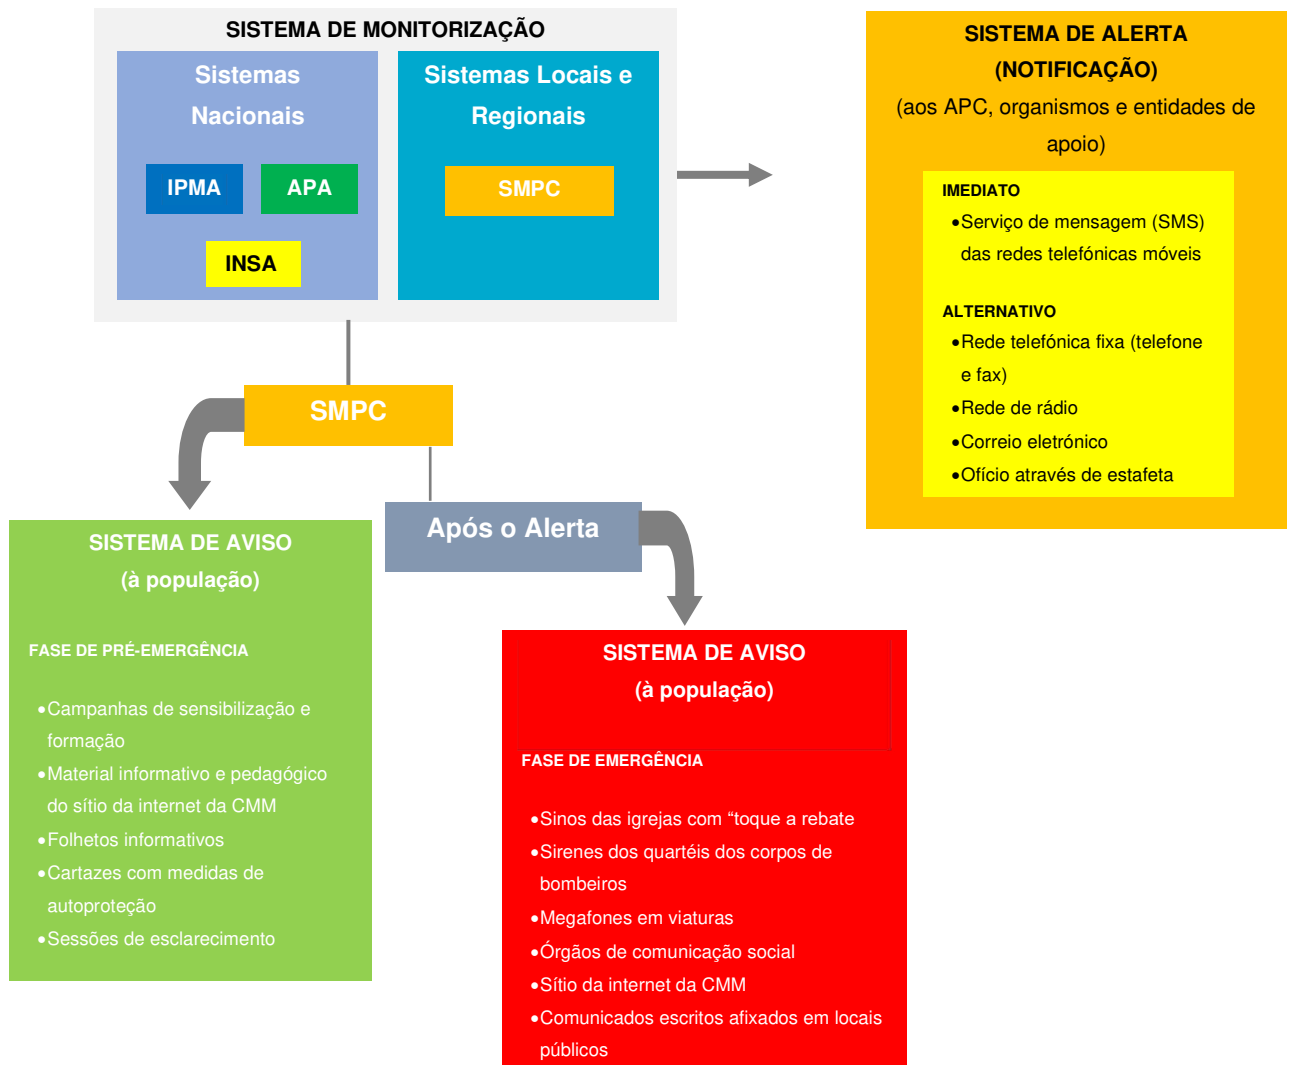 SISTEMA DE MONITORIZAÇÃO
Sistemas
Nacionais
IPMA
APA
INSA
Sistemas Locais e
Regionais
SMPC
SISTEMA DE ALERTA
(NOTIFICAÇÃO)
(aos APC, organismos e entidades de
apoio)
IMEDIATO
•Serviço de mensagem (SMS)
das redes telefónicas móveis
ALTERNATIVO
•Rede telefónica fixa (telefone
e fax)
•Rede de rádio
•Correio eletrónico
•Ofício através de estafeta
SMPC
Após o Alerta
SISTEMA DE AVISO
(à população)
FASE DE PRÉ-EMERGÊNCIA
•Campanhas de sensibilização e
formação
•Material informativo e pedagógico
do sítio da internet da CMM
•Folhetos informativos
•Cartazes com medidas de
autoproteção
•Sessões de esclarecimento
SISTEMA DE AVISO
(à população)
FASE DE EMERGÊNCIA
•Sinos das igrejas com “toque a rebate
•Sirenes dos quartéis dos corpos de
bombeiros
•Megafones em viaturas
•Órgãos de comunicação social
•Sítio da internet da CMM
•Comunicados escritos afixados em locais
públicos